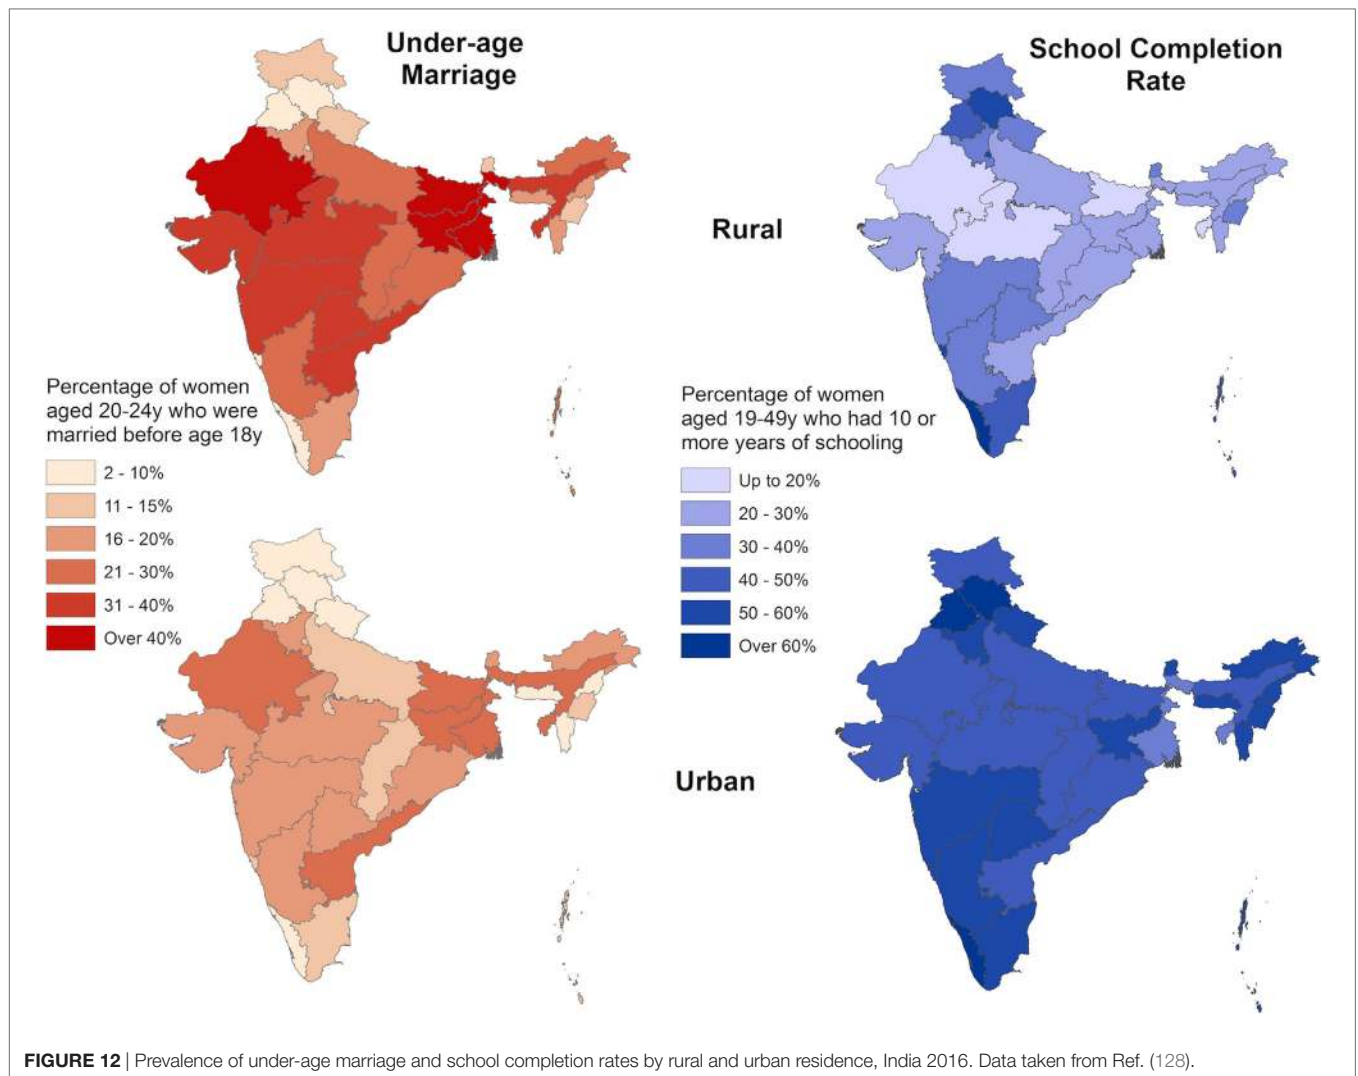 Under-age
Marriage
School Completion
Rate
Rural
Percentage of women
aged 20-24y who were
married before age 18y
2 - 10%
11 - 15%
16 - 20%
21 - 30%
31 - 40%
Over 40%
Percentage of women
aged 19-49y who had 10 or
more years of schooling
Up to 20%
20 - 30%
30 - 40%
40 - 50%
50 - 60%
Over 60%
Urban
FIGURE 12 | Prevalence of under-age marriage and school completion rates by rural and urban residence, India 2016. Data taken from Ref. (128).